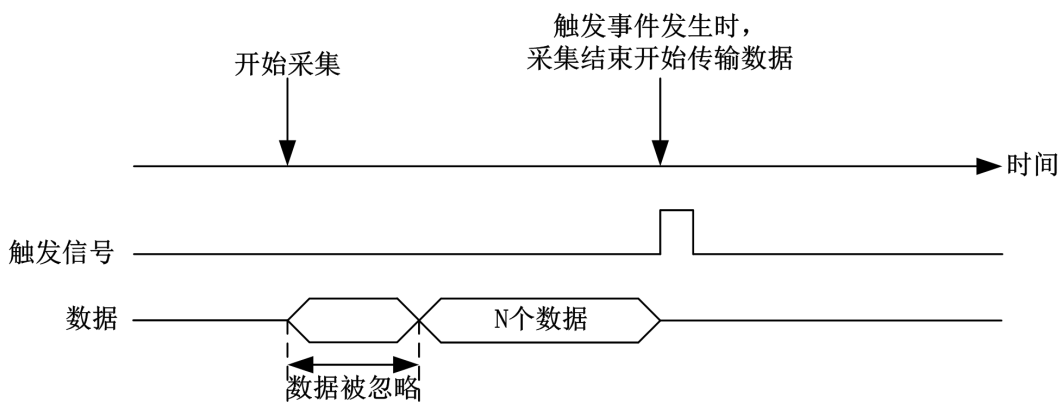 触发事件发生时，
开始采集
采集结束开始传输数据
时间
触发信号
数据
N个数据
数据被忽略